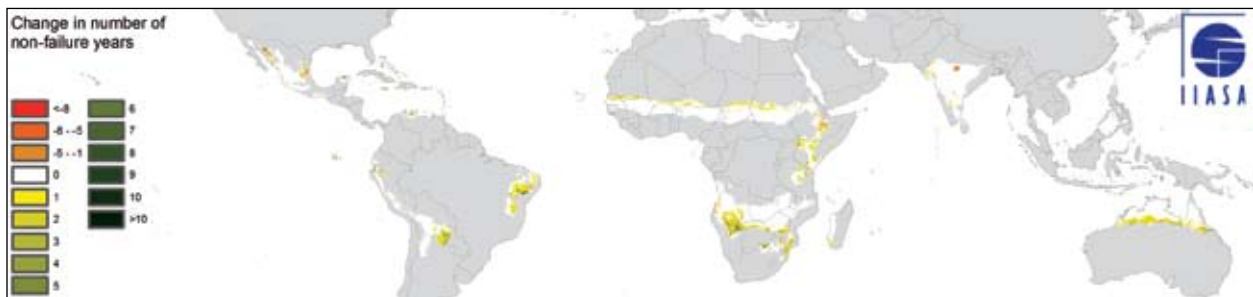 Change in number of
non-failure years
<-8
-8 - -5
-5 - -1
0
1
2
3
4
5
6
7
8
9
10
>10
IIASA